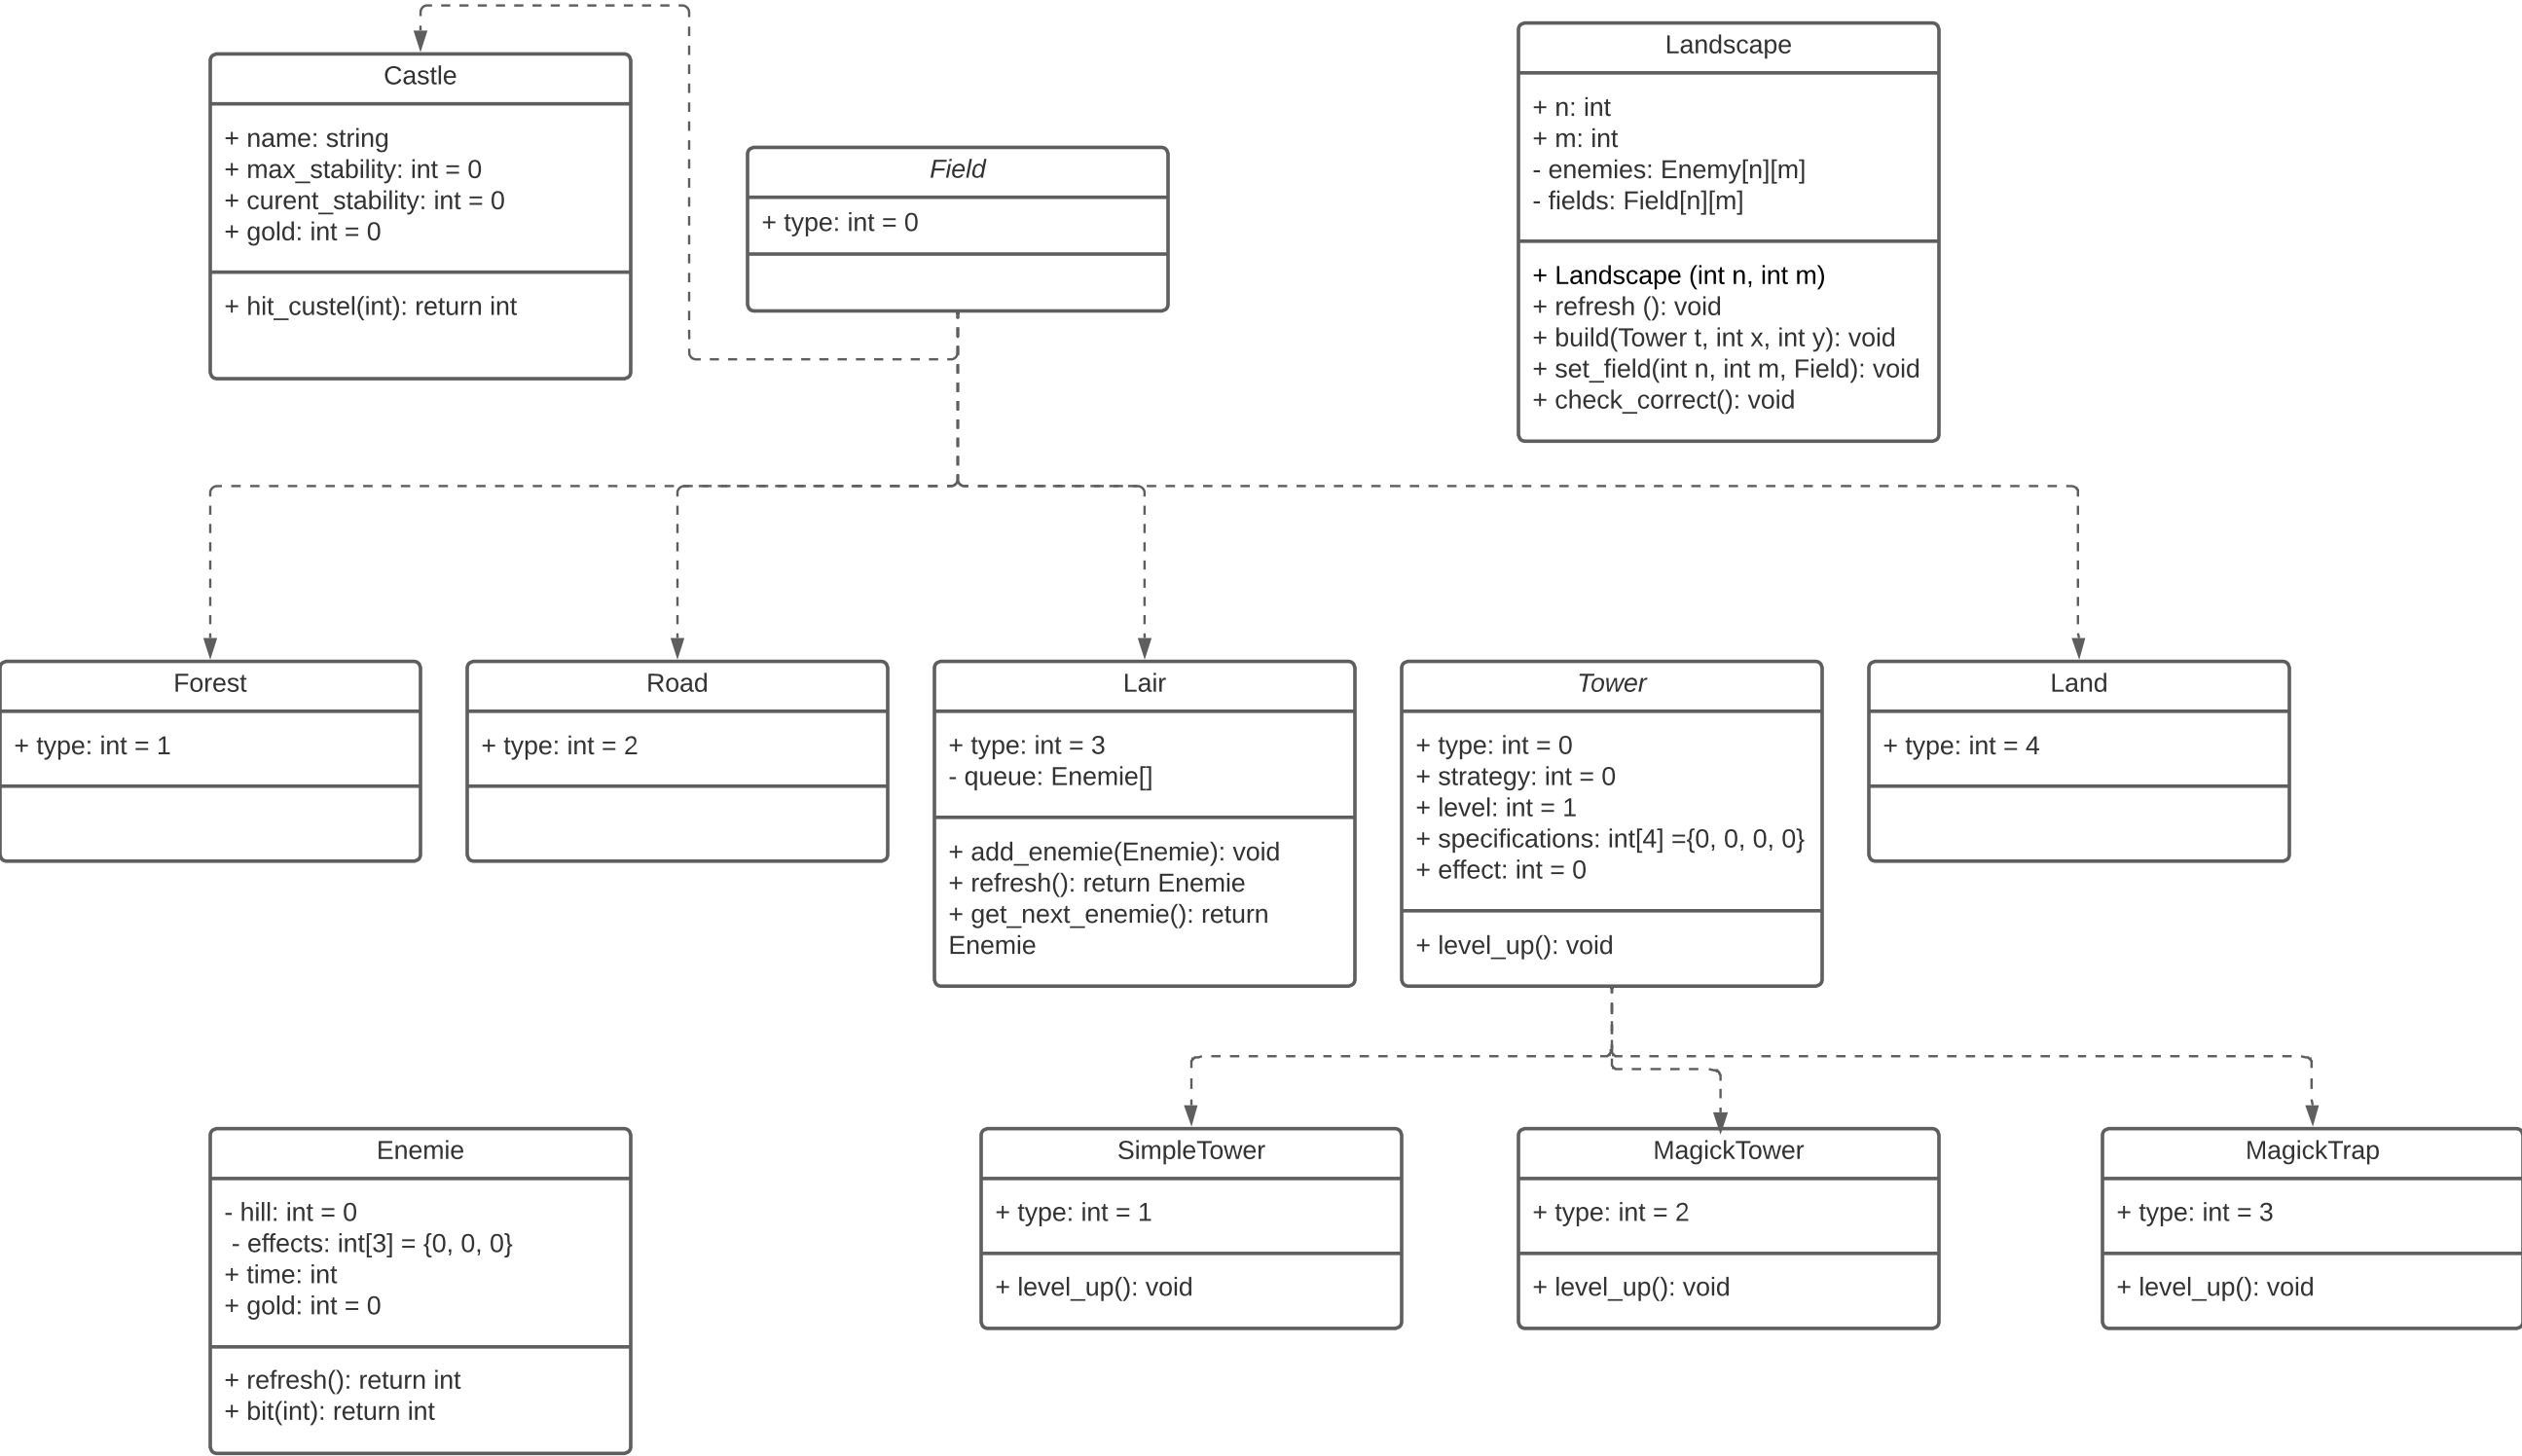 Castle
+ name: string
+ max_stability: int = 0
+ curent_stability: int = 0
+ gold: int = 0
+ hit_custel(int): return int
Field
+ type: int = 0
Landscape
+ n: int
+ m: int
- enemies: Enemy[n][m]
- fields: Field[n][m]
+ Landscape (int n, int m)
+ refresh (): void
+ build(Tower t, int x, int y): void
+ set_field(int n, int m, Field): void
+ check_correct(): void
Forest
+ type: int = 1
Road
+ type: int = 2
Lair
+ type: int = 3
- queue: Enemie[]
+ add_enemie(Enemie): void
+ refresh(): return Enemie
+ get_next_enemie(): return
Enemie
Tower
+ type: int = 0
+ strategy: int = 0
+ level: int = 1
+ specifications: int[4] ={0, 0, 0, 0}
+ effect: int = 0
+ level_up(): void
Land
+ type: int = 4
Enemie
- hill: int = 0
- effects: int[3] = {0, 0, 0}
+ time: int
+ gold: int = 0
+ refresh(): return int
+ bit(int): return int
SimpleTower
+ type: int = 1
+ level_up(): void
MagickTower
+ type: int = 2
+ level_up(): void
MagickTrap
+ type: int = 3
+ level_up(): void